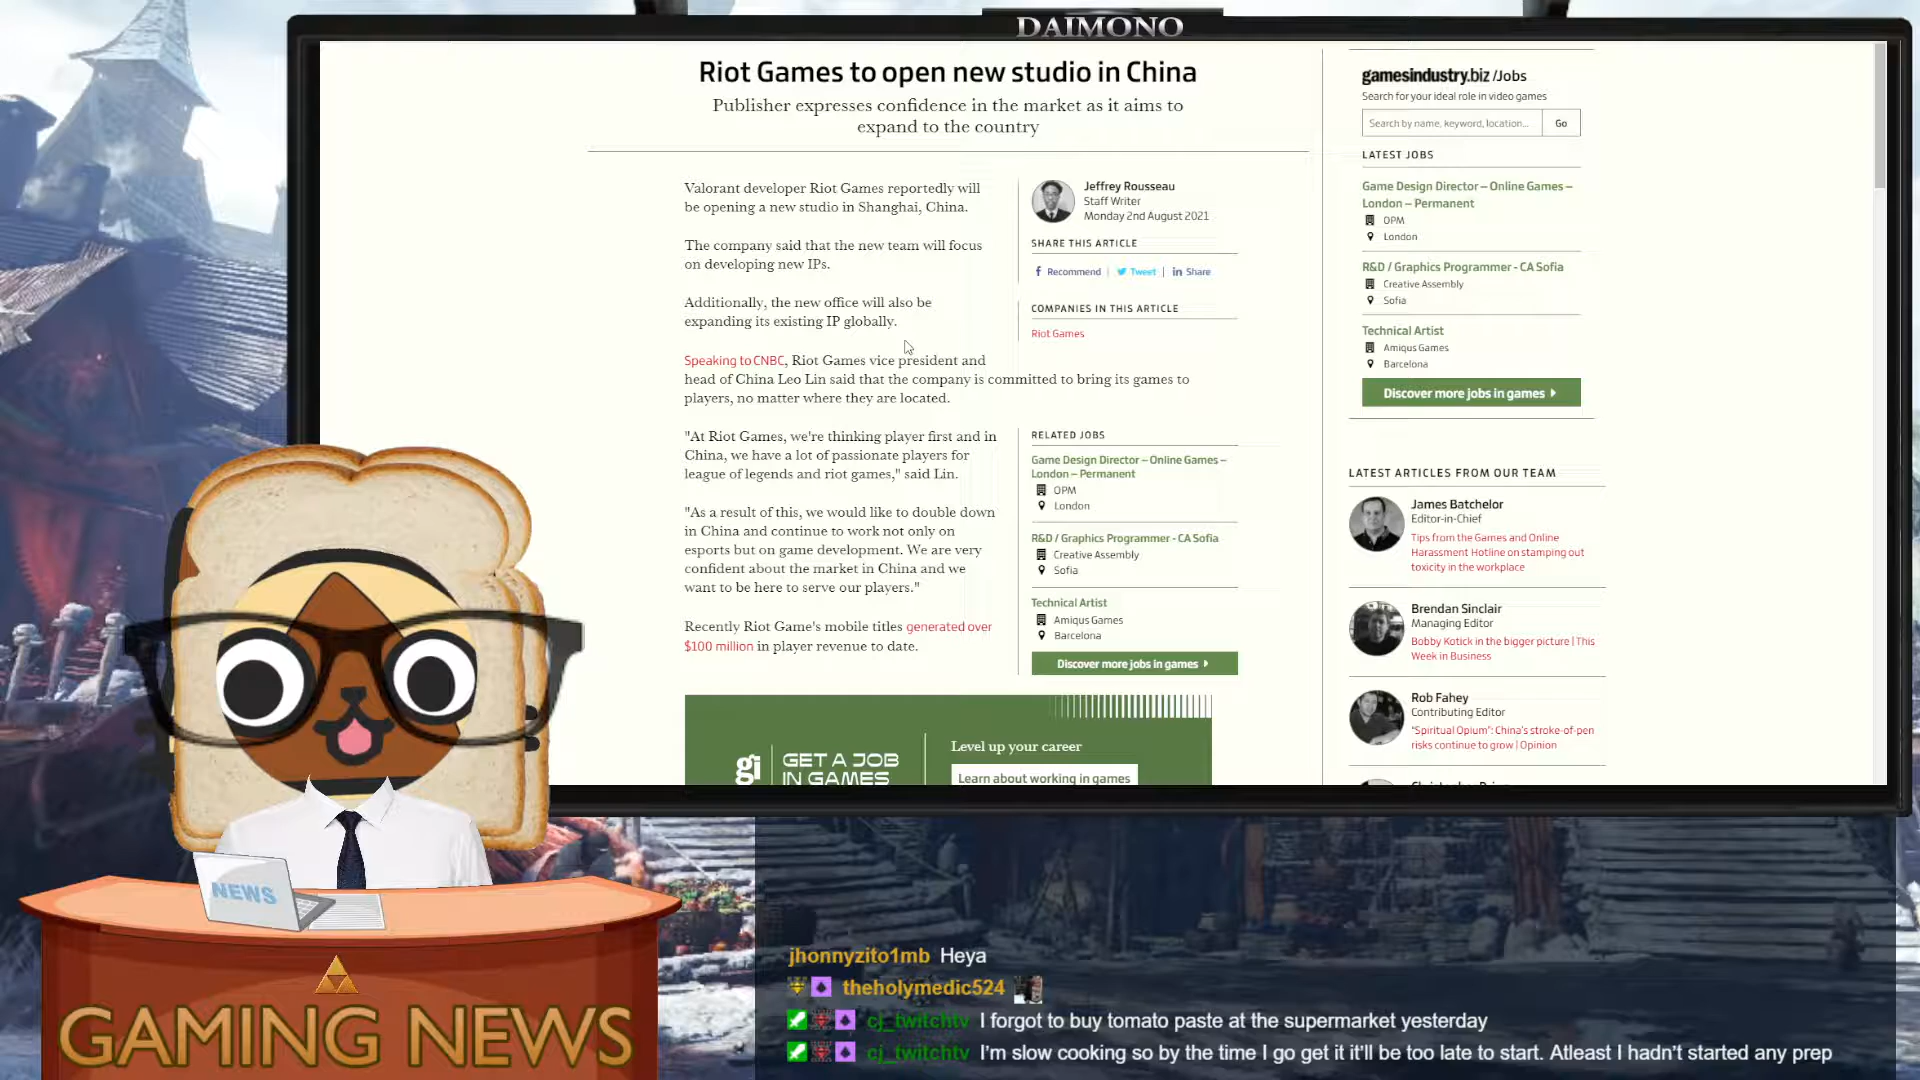 DAIMONO
Riot Games to open new studio in China
Publisher expresses confidence in the market as it aims to
expand to the country
Valorant developer Riot Games reportedly will
be opening a new studio in Shanghai, China.
The company said that the new team will focus
on developing new IPs.
Additionally, the new office will also be
expanding its existing IP globally.
Speaking to CNBC, Riot Games vice president and
head of China Leo Lin said that the company is committed to bring its games to
players, no matter where they are located.
"At Riot Games, we're thinking player first and in
China, we have a lot of passionate players for
league of legends and riot games," said Lin.
"As a result of this, we would like to double down
in China and continue to work not only on
esports but on game development. We are very
confident about the market in China and we
want to be here to serve our players."
Recently Riot Game's mobile titles generated over
$100 million in player revenue to date.
Jeffrey Rousseau
Staff Writer
Monday 2nd August 2021
SHARE THIS ARTICLE
f Recommend | Tweet | in Share
COMPANIES IN THIS ARTICLE
Riot Games
RELATED JOBS
Game Design Director – Online Games –
London – Permanent
OPM
London
R&D / Graphics Programmer - CA Sofia
Creative Assembly
Sofia
Technical Artist
Amiqus Games
Barcelona
Discover more jobs in games
gi GET A JOB
IN GAMES
Level up your career
Learn about working in games
gamesindustry.biz /Jobs
Search for your ideal role in video games
Search by name, keyword, location... Go
LATEST JOBS
Game Design Director – Online Games –
London – Permanent
OPM
London
R&D / Graphics Programmer - CA Sofia
Creative Assembly
Sofia
Technical Artist
Amiqus Games
Barcelona
Discover more jobs in games
LATEST ARTICLES FROM OUR TEAM
James Batchelor
Editor-in-Chief
Tips from the Games and Online
Harassment Hotline on stamping out
toxicity in the workplace
Brendan Sinclair
Managing Editor
Bobby Kotick in the bigger picture | This
Week in Business
Rob Fahey
Contributing Editor
"Spiritual Opium": China's stroke-of-pen
risks continue to grow | Opinion
NEWS
GAMING NEWS
jhonnyzito1mb Heya
theholymedic524
cj_twitchtv I forgot to buy tomato paste at the supermarket yesterday
cj_twitchtv I'm slow cooking so by the time I go get it it'll be too late to start. Atleast I hadn't started any prep